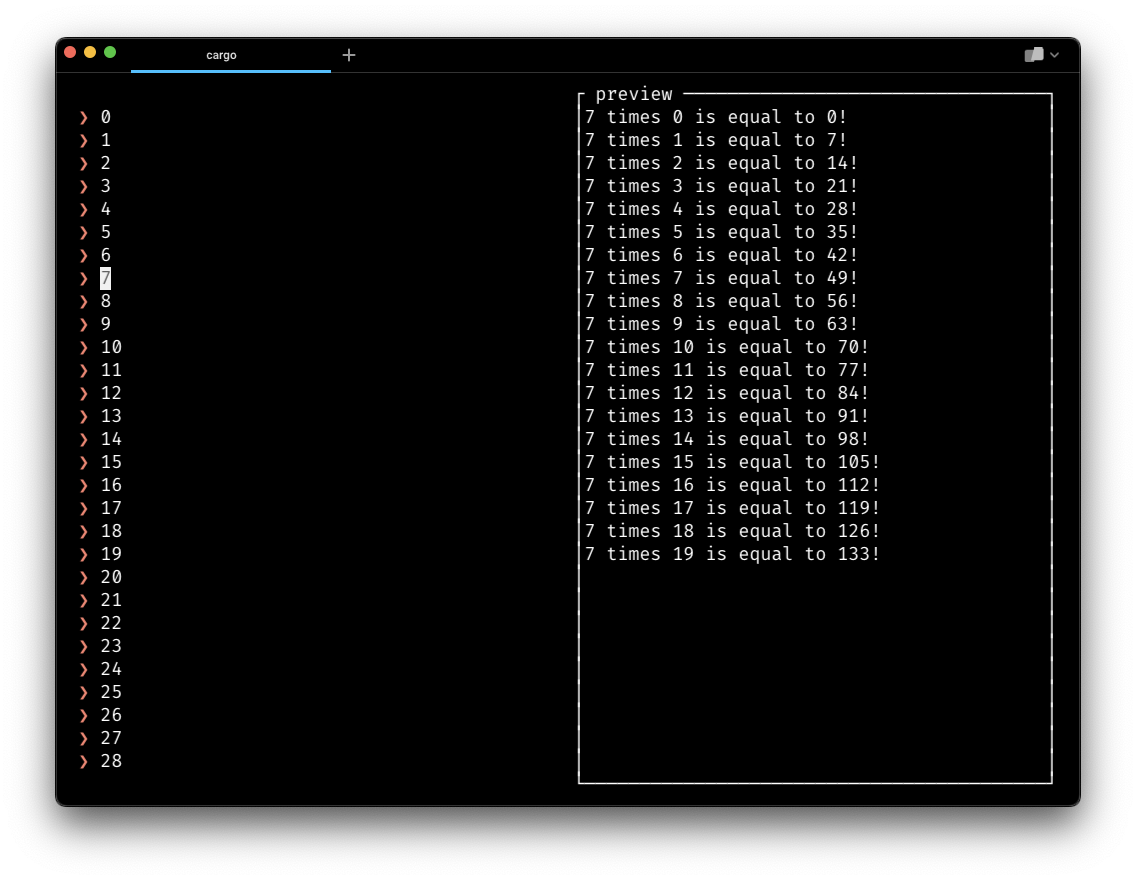 cargo
❯ 0
❯ 1
❯ 2
❯ 3
❯ 4
❯ 5
❯ 6
❯ 7
❯ 8
❯ 9
❯ 10
❯ 11
❯ 12
❯ 13
❯ 14
❯ 15
❯ 16
❯ 17
❯ 18
❯ 19
❯ 20
❯ 21
❯ 22
❯ 23
❯ 24
❯ 25
❯ 26
❯ 27
❯ 28
preview
7 times 0 is equal to 0!
7 times 1 is equal to 7!
7 times 2 is equal to 14!
7 times 3 is equal to 21!
7 times 4 is equal to 28!
7 times 5 is equal to 35!
7 times 6 is equal to 42!
7 times 7 is equal to 49!
7 times 8 is equal to 56!
7 times 9 is equal to 63!
7 times 10 is equal to 70!
7 times 11 is equal to 77!
7 times 12 is equal to 84!
7 times 13 is equal to 91!
7 times 14 is equal to 98!
7 times 15 is equal to 105!
7 times 16 is equal to 112!
7 times 17 is equal to 119!
7 times 18 is equal to 126!
7 times 19 is equal to 133!